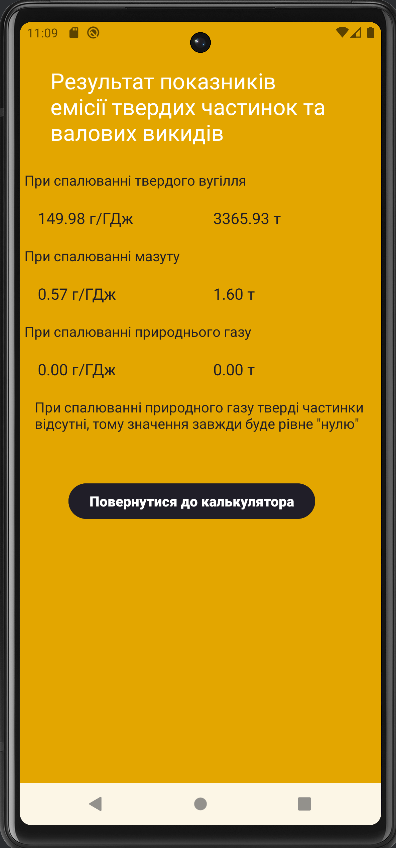 11:09
Результат показників
емісії твердих частинок та
валових викидів
При спалюванні твердого вугілля
149.98 г/ГДж 3365.93 т
При спалюванні мазуту
0.57 г/ГДж 1.60 т
При спалюванні природнього газу
0.00 г/ГДж 0.00 т
При спалюванні природного газу тверді частинки
відсутні, тому значення завжди буде рівне "нулю"
Повернутися до калькулятора